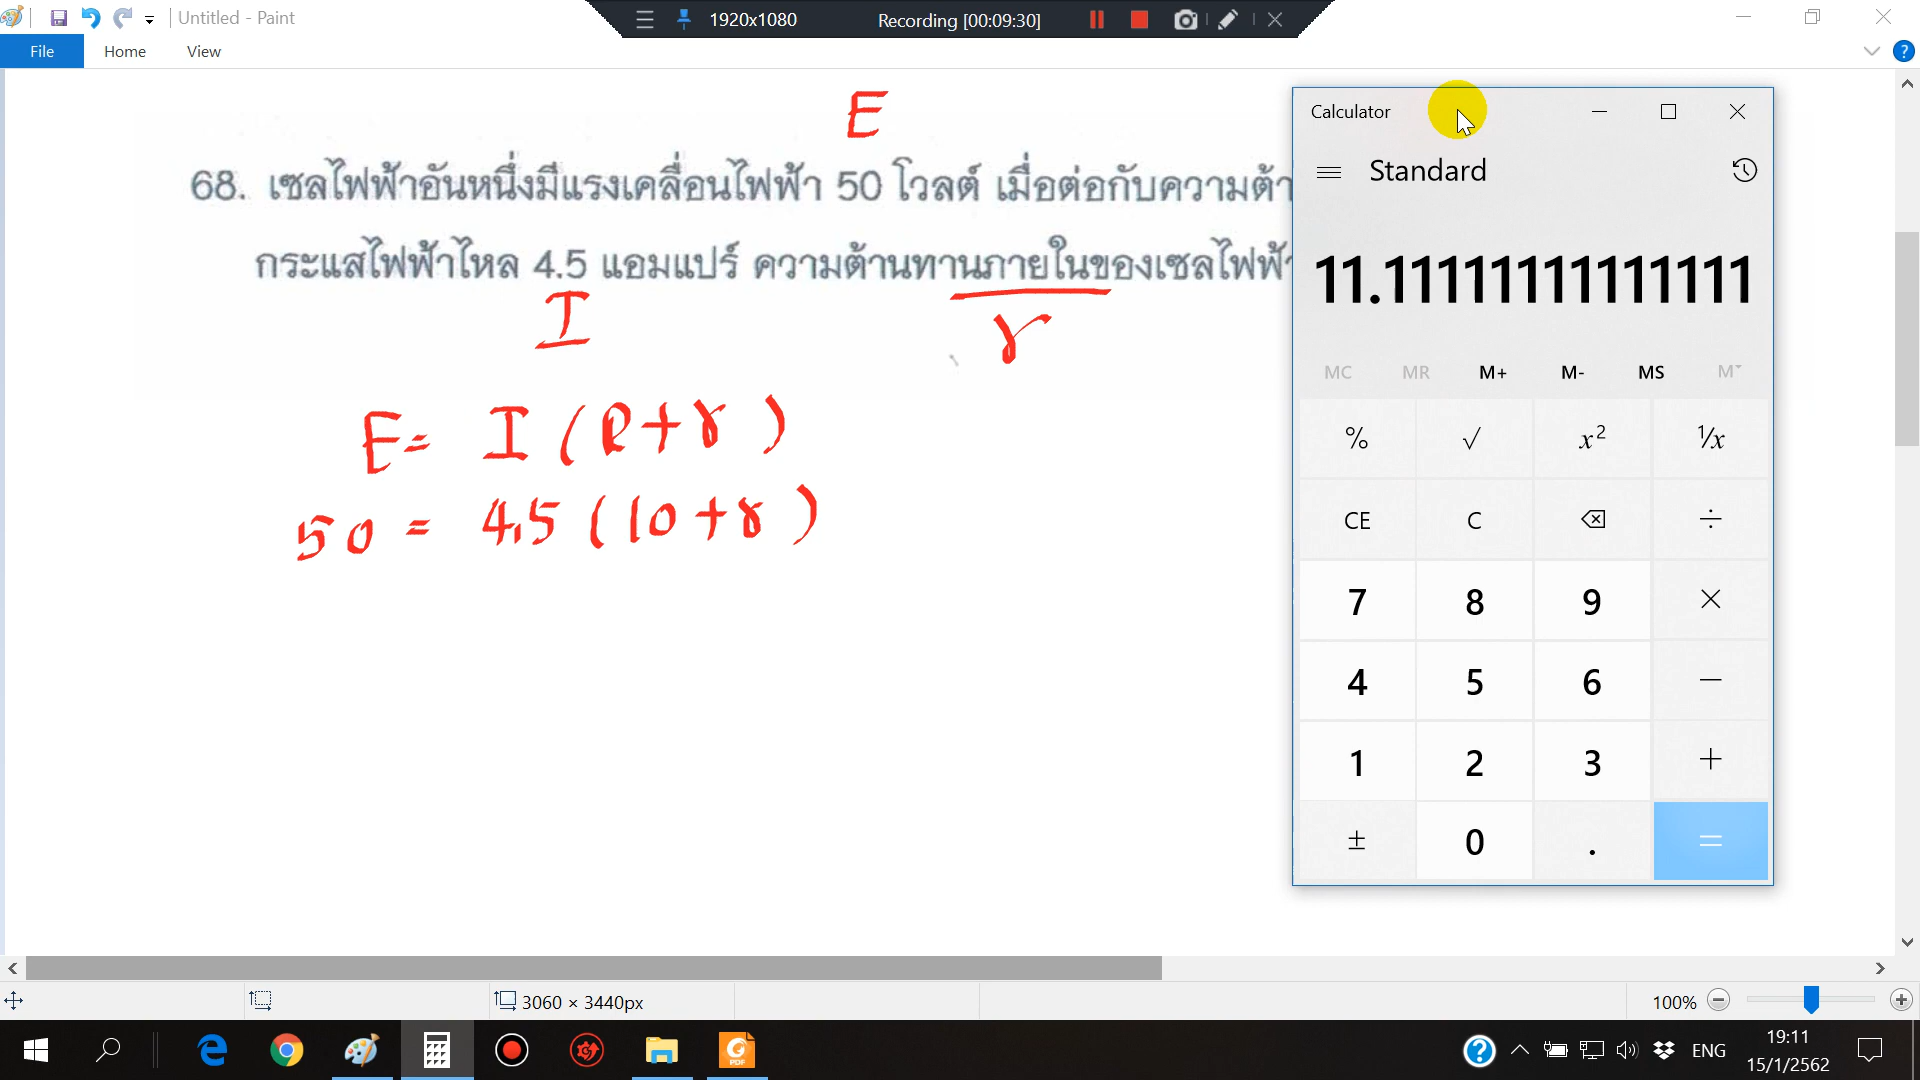 Untitled - Paint
1920x1080 Recording [00:09:30]
File Home View
E
68. เซลไฟฟ้าอันหนึ่งมีแรงเคลื่อนไฟฟ้า 50 โวลต์ เมื่อต่อกับความต้า
กระแสไฟฟ้าไหล 4.5 แอมแปร์ ความต้านทานภายในของเซลไฟฟ้า
I
r
E= I (R+r)
50 = 4.5 (10+r)
Calculator
Standard
11.11111111111111
MC MR M+ M- MS M˅
% √ x² ¹/x
CE C ÷
7 8 9 ×
4 5 6 −
1 2 3 +
± 0 . =
3060 × 3440px
100%
ENG
19:11
15/1/2562
PDF